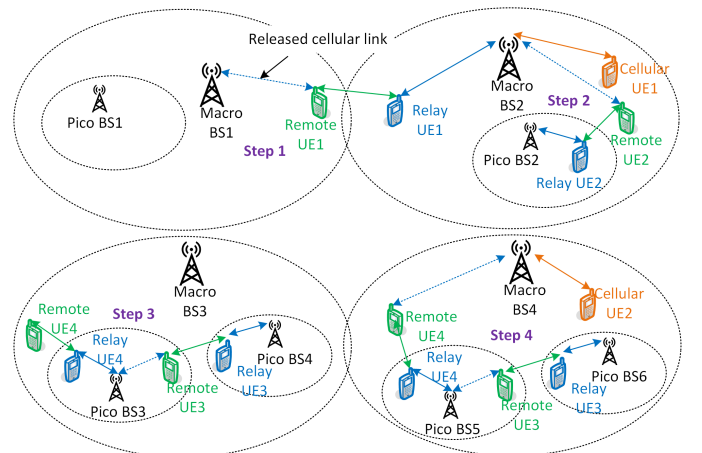 Released cellular link
Pico BS1
Macro
BS1
Remote
UE1
Step 1
Relay
UE1
Macro
BS2
Cellular
UE1
Step 2
Remote
UE2
Pico BS2
Relay UE2
Macro
BS3
Remote
UE4
Step 3
Relay
UE4
Pico BS3
Remote
UE3
Pico BS4
Relay
UE3
Macro
BS4
Cellular
UE2
Remote
UE4
Step 4
Relay
UE4
Pico BS5
Remote
UE3
Pico BS6
Relay
UE3